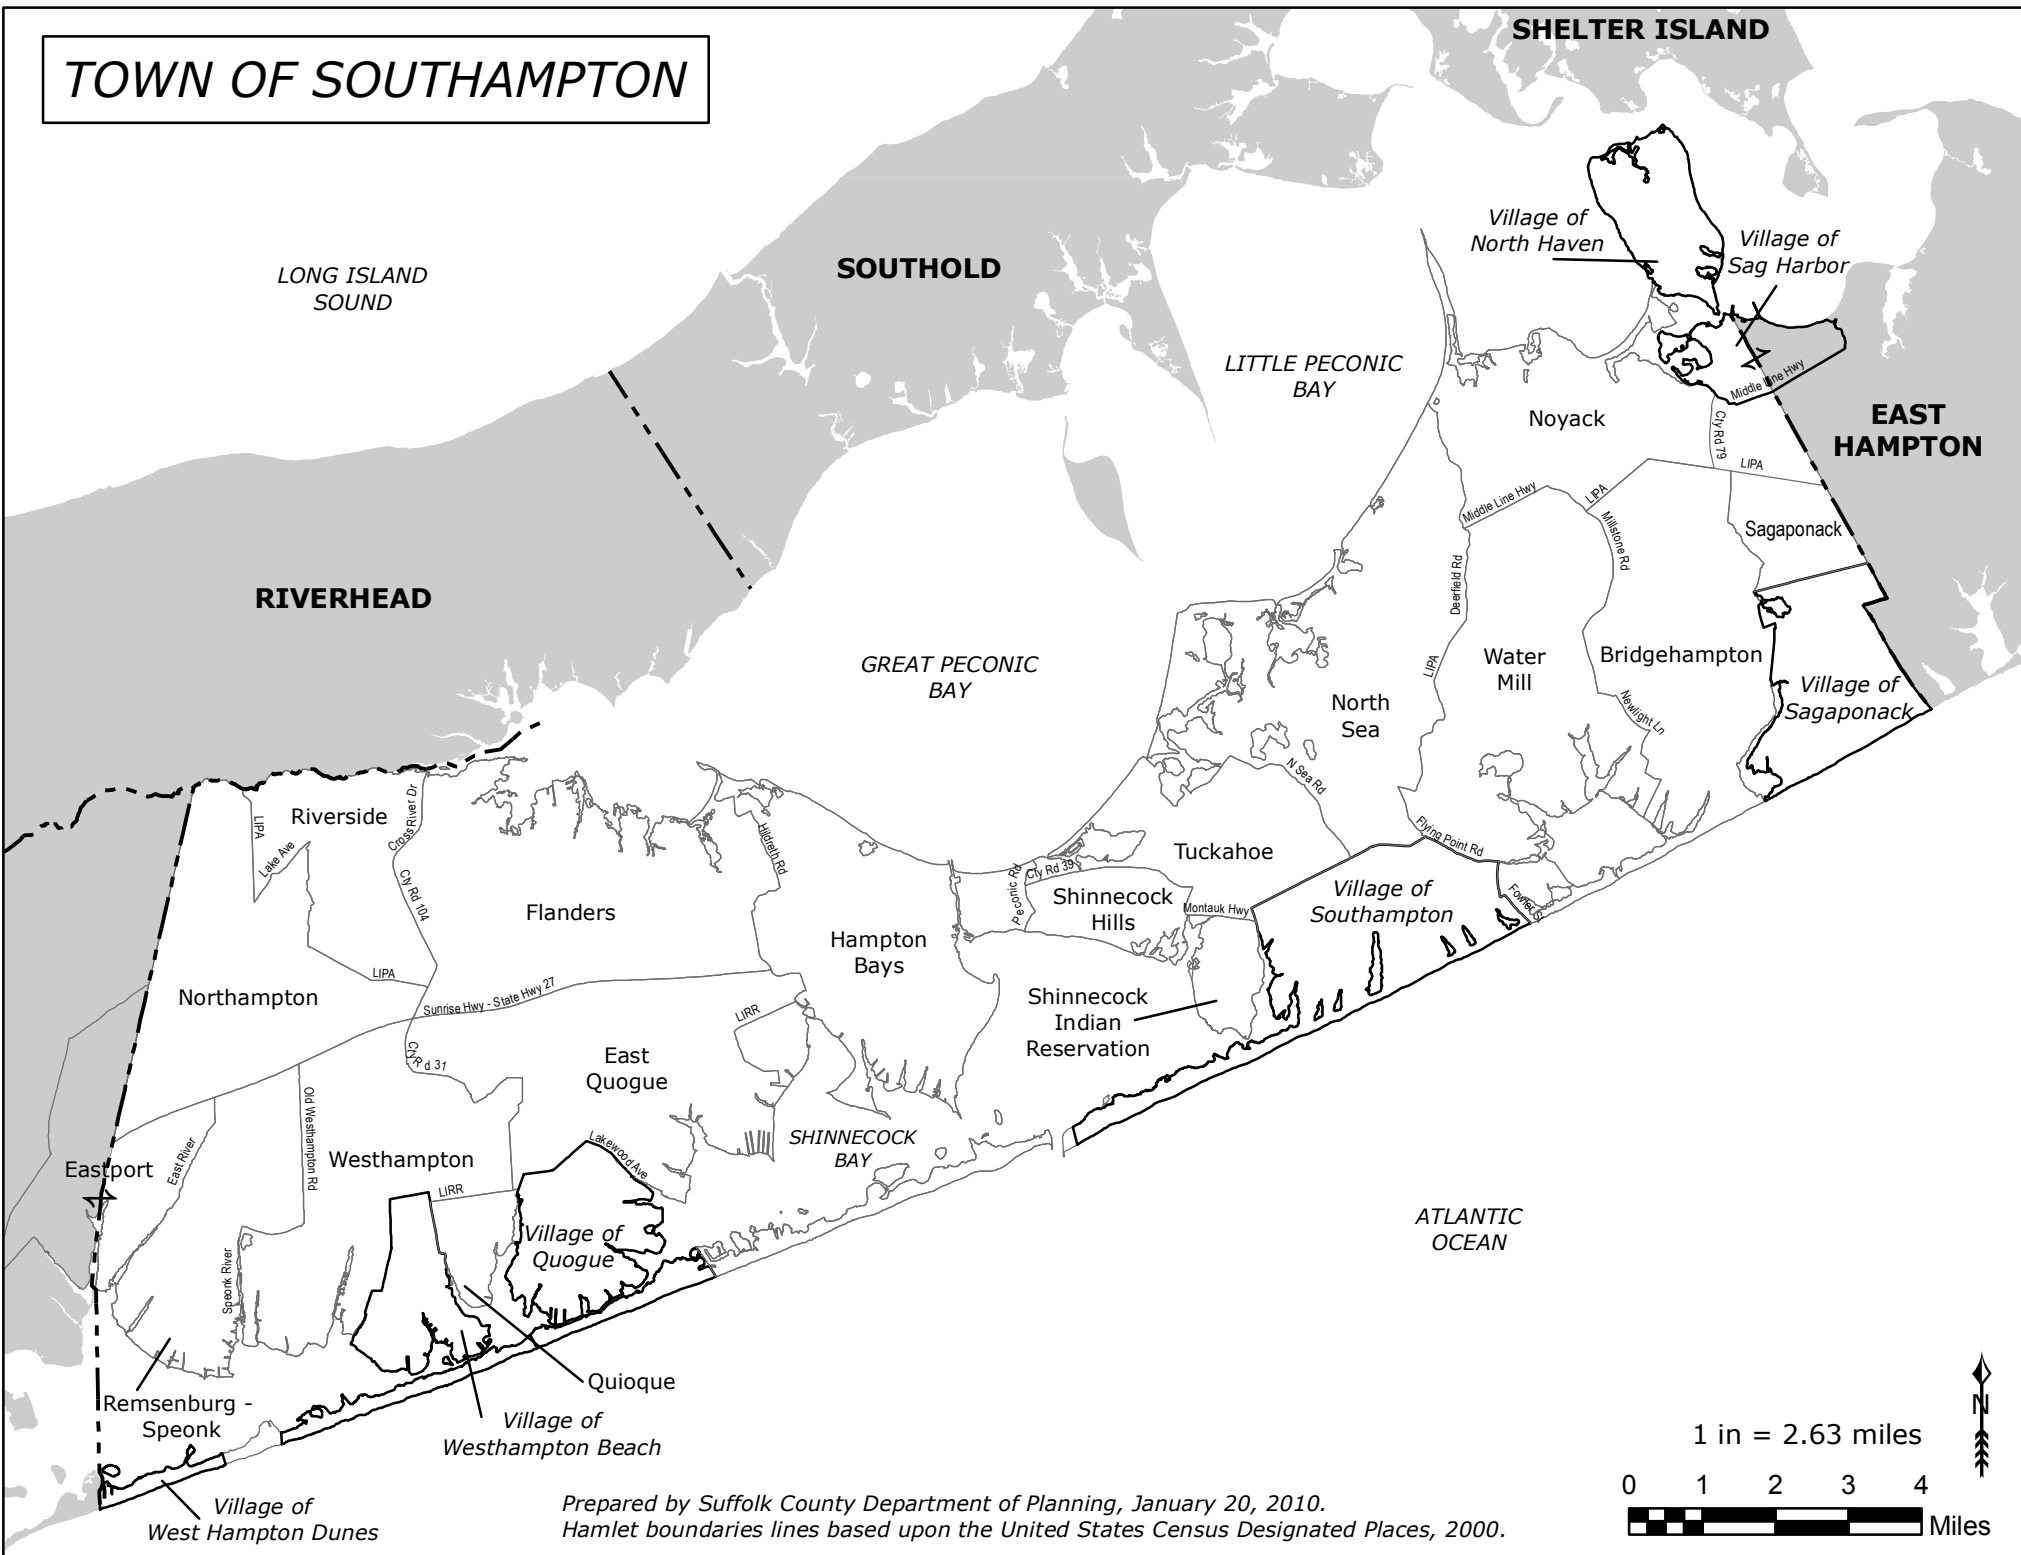 SHELTER ISLAND
TOWN OF SOUTHAMPTON
Village of
North Haven
Village of
Sag Harbor
LONG ISLAND
SOUND
SOUTHOLD
LITTLE PECONIC
BAY
Middle Line Hwy
Noyack
Cty Rd 79
EAST
HAMPTON
LIPA
Middle Line Hwy
LIPA
Millstone Rd
Sagaponack
RIVERHEAD
Deerfield Rd
GREAT PECONIC
BAY
LIPA
Water
Mill
Bridgehampton
Village of
Sagaponack
North
Sea
Newlight Ln
N Sea Rd
Riverside
LIPA
Lake Ave
Cross River Dr
Cty Rd 104
Hildreth Rd
Flying Point Rd
Tuckahoe
Peconic Rd
Cty Rd 39
Shinnecock
Hills
Montauk Hwy
Village of
Southampton
Fowler St
Flanders
Hampton
Bays
LIPA
Northampton
Sunrise Hwy - State Hwy 27
LIRR
Shinnecock
Indian
Reservation
Cty Rd 31
East
Quogue
Old Westhampton Rd
East River
Eastport
Westhampton
Lakewood Ave
SHINNECOCK
BAY
LIRR
Village of
Quogue
ATLANTIC
OCEAN
Speonk River
Remsenburg -
Speonk
Quioque
Village of
Westhampton Beach
Village of
West Hampton Dunes
N
1 in = 2.63 miles
0 1 2 3 4
Miles
Prepared by Suffolk County Department of Planning, January 20, 2010.
Hamlet boundaries lines based upon the United States Census Designated Places, 2000.